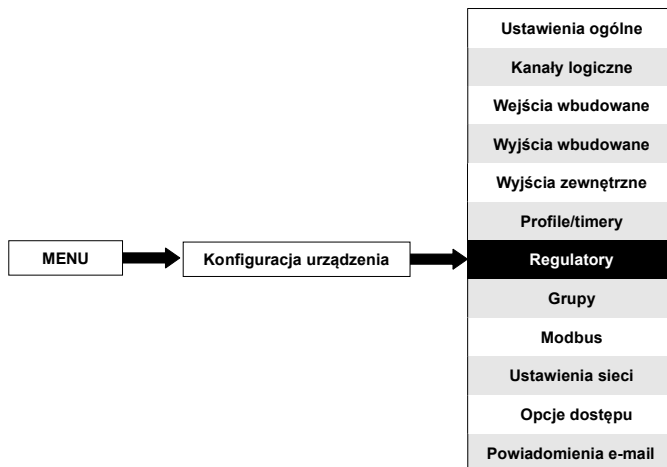 Ustawienia ogólne
Kanały logiczne
Wejścia wbudowane
Wyjścia wbudowane
Wyjścia zewnętrzne
Profile/timery
MENU
Konfiguracja urządzenia
Regulatory
Grupy
Modbus
Ustawienia sieci
Opcje dostępu
Powiadomienia e-mail